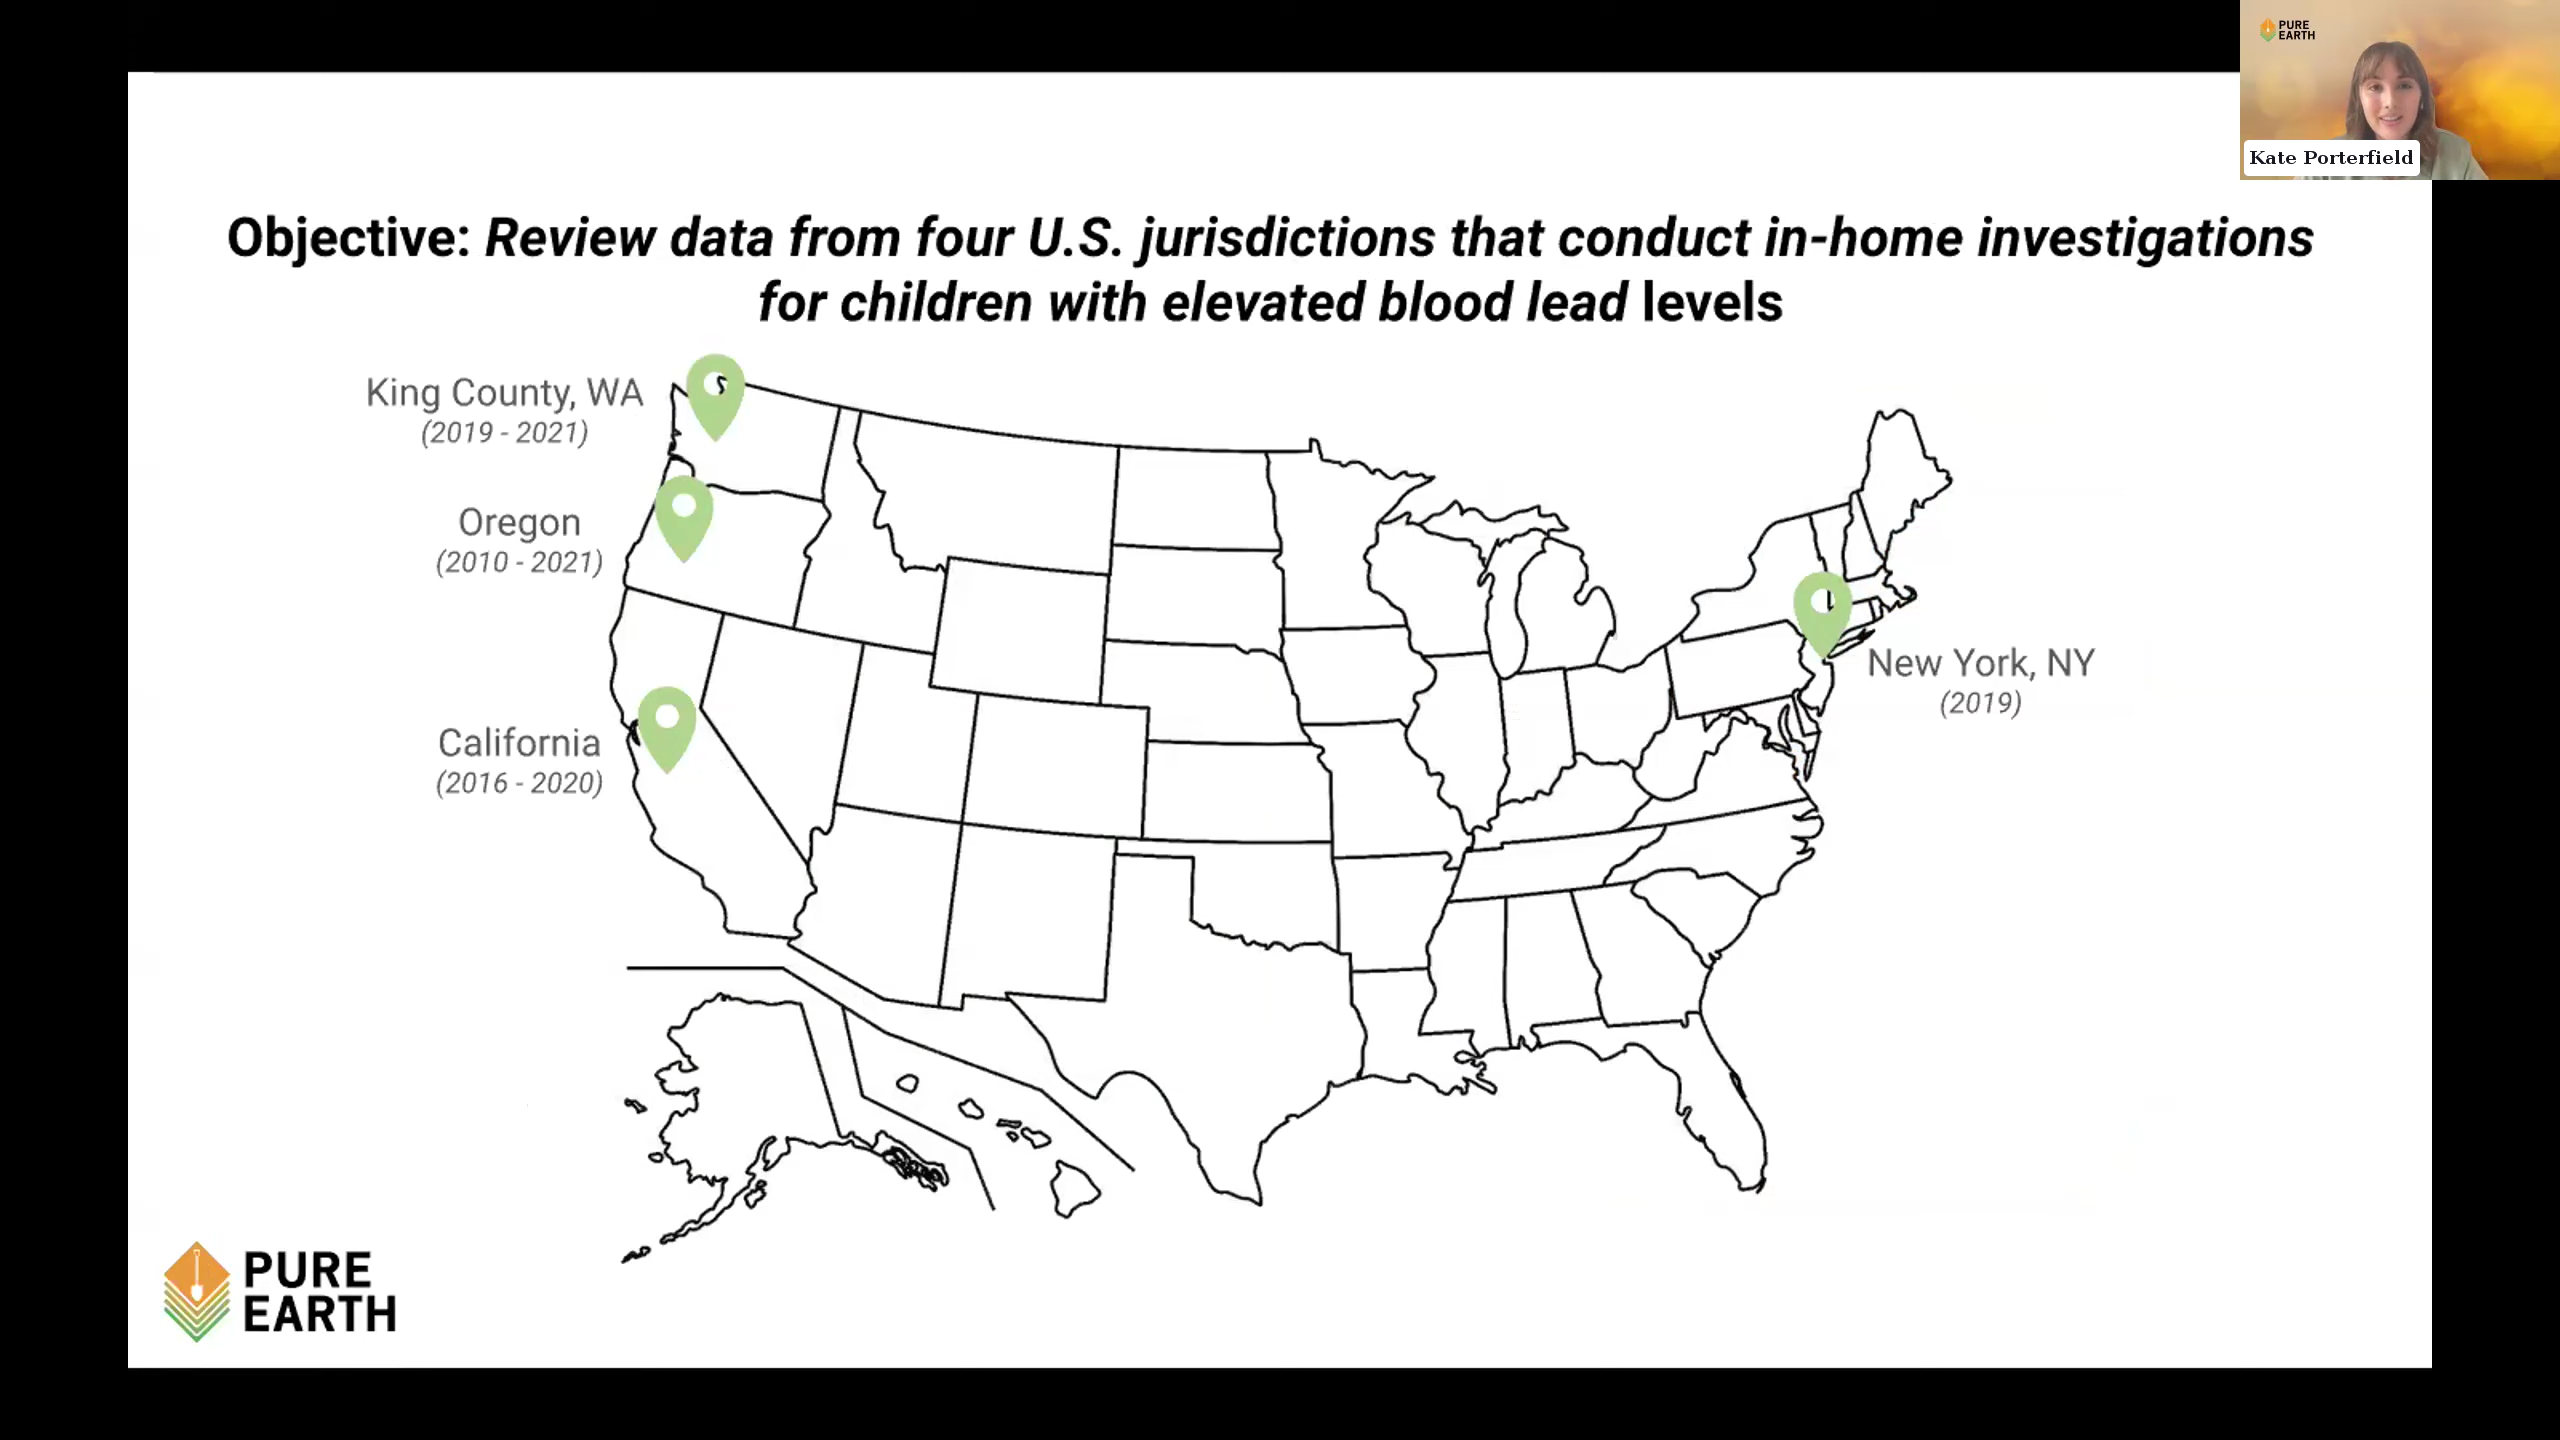 PURE
EARTH
Kate Porterfield
Objective: Review data from four U.S. jurisdictions that conduct in-home investigations
for children with elevated blood lead levels
King County, WA
(2019 - 2021)
Oregon
(2010 - 2021)
California
(2016 - 2020)
New York, NY
(2019)
PURE
EARTH